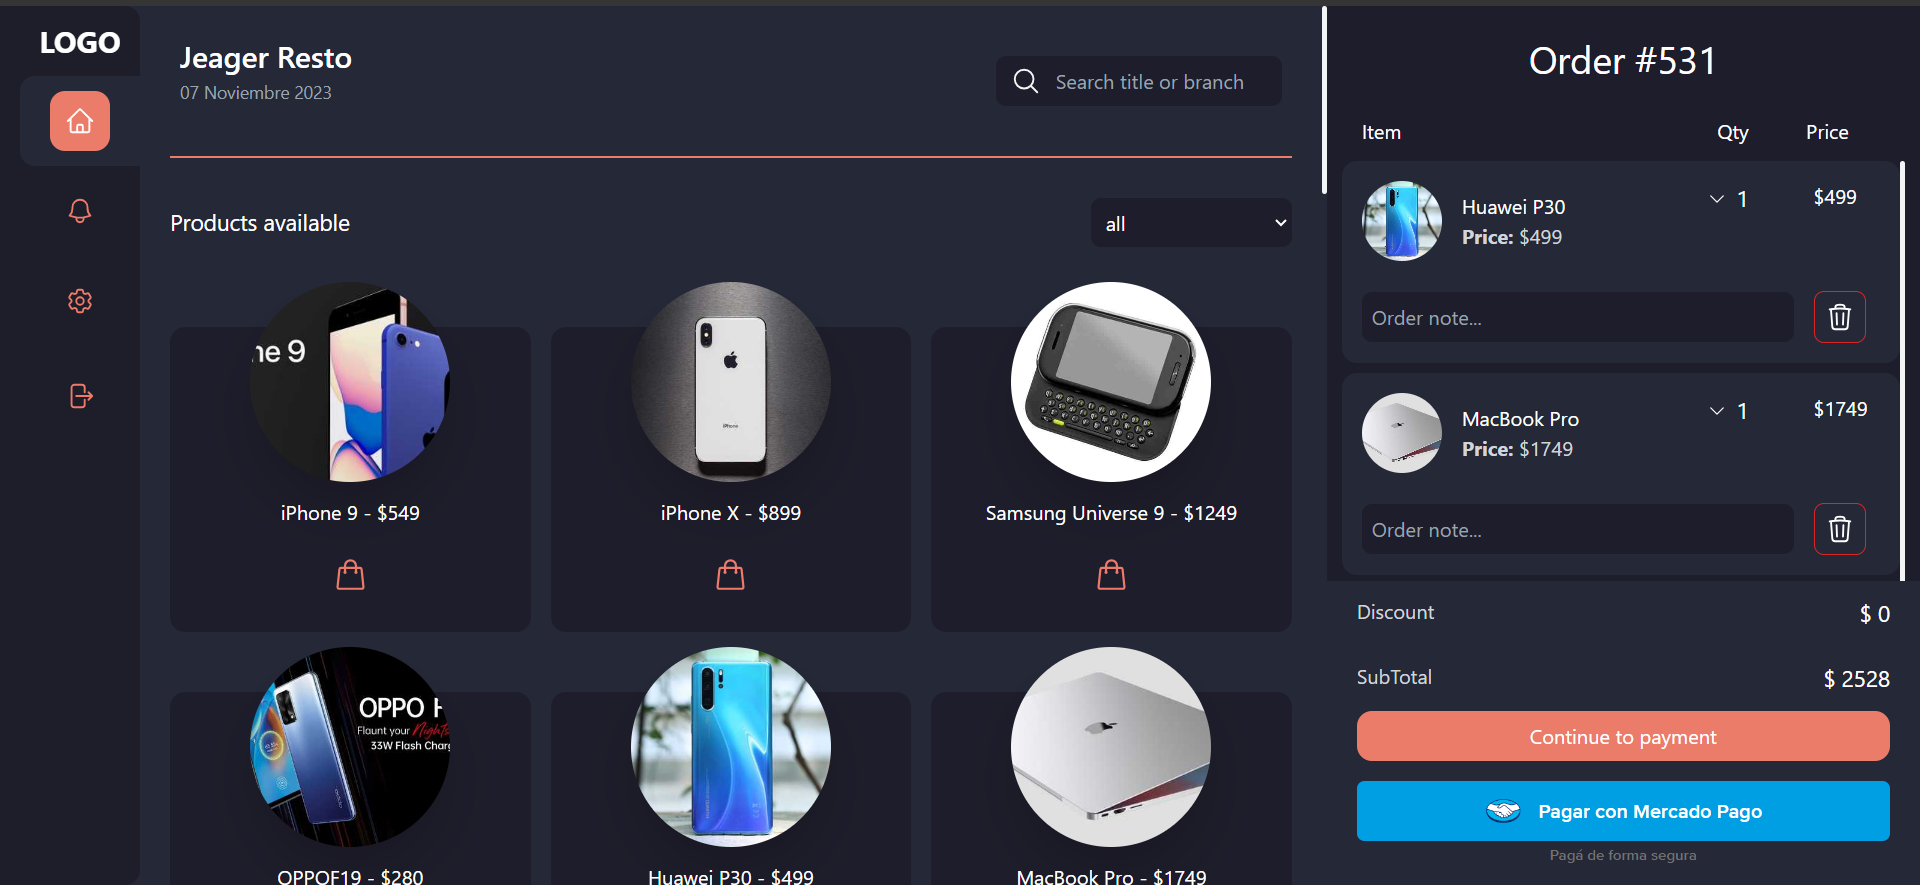 LOGO
Jeager Resto
07 Noviembre 2023
Search title or branch
Products available
all
ne 9
iPhone 9 - $549
iPhone
iPhone X - $899
Samsung Universe 9 - $1249
OPPO
Flaunt your Nights
33W Flash Charg
OPPOF19 - $280
Huawei P30 - $499
MacBook Pro - $1749
Order #531
Item Qty Price
Huawei P30 1 $499
Price: $499
Order note...
MacBook Pro 1 $1749
Price: $1749
Order note...
Discount $ 0
SubTotal $ 2528
Continue to payment
Pagar con Mercado Pago
Pagá de forma segura